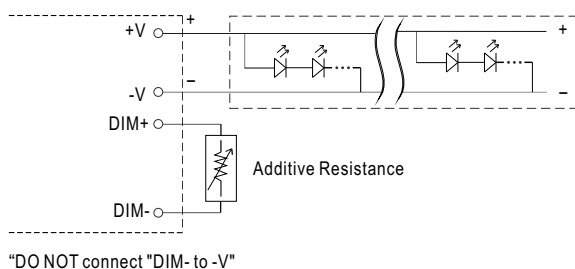 +V
+
+
-V
−
−
DIM+
Additive Resistance
DIM-
“DO NOT connect "DIM- to -V"